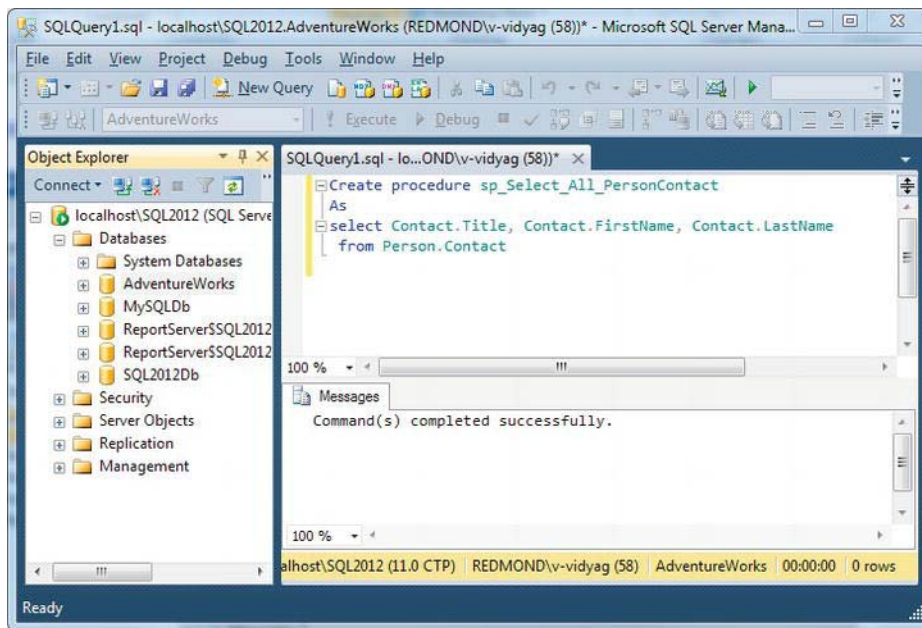 SQLQuery1.sql - localhost\SQL2012.AdventureWorks (REDMOND\v-vidyag (58))* - Microsoft SQL Server Mana...
File Edit View Project Debug Tools Window Help
New Query
AdventureWorks
Execute Debug
Object Explorer
Connect
localhost\SQL2012 (SQL Serve
Databases
System Databases
AdventureWorks
MySQLDb
ReportServer$SQL2012
ReportServer$SQL2012
SQL2012Db
Security
Server Objects
Replication
Management
SQLQuery1.sql - lo...OND\v-vidyag (58))*
Create procedure sp_Select_All_PersonContact
As
select Contact.Title, Contact.FirstName, Contact.LastName
from Person.Contact
100 %
Messages
Command(s) completed successfully.
100 %
alhost\SQL2012 (11.0 CTP) REDMOND\v-vidyag (58) AdventureWorks 00:00:00 0 rows
Ready